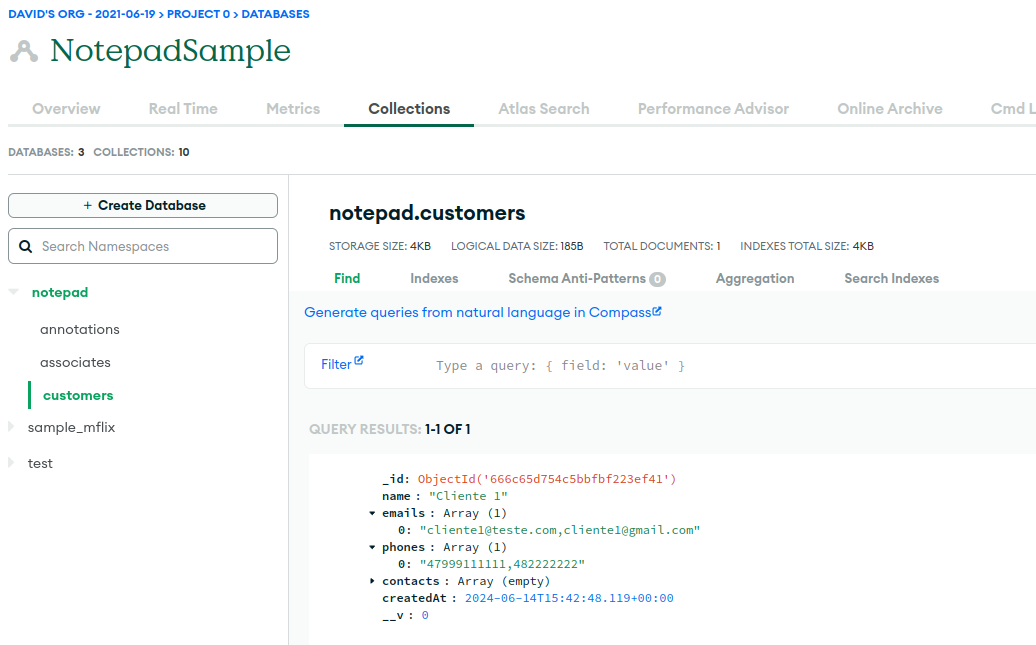 DAVID'S ORG - 2021-06-19 > PROJECT 0 > DATABASES
NotepadSample
Overview Real Time Metrics Collections Atlas Search Performance Advisor Online Archive Cmd L
DATABASES: 3 COLLECTIONS: 10
+ Create Database
Search Namespaces
notepad
annotations
associates
customers
sample_mflix
test
notepad.customers
STORAGE SIZE: 4KB LOGICAL DATA SIZE: 185B TOTAL DOCUMENTS: 1 INDEXES TOTAL SIZE: 4KB
Find Indexes Schema Anti-Patterns 0 Aggregation Search Indexes
Generate queries from natural language in Compass
Filter Type a query: { field: 'value' }
QUERY RESULTS: 1-1 OF 1
_id: ObjectId('666c65d754c5bbfbf223ef41')
name : "Cliente 1"
emails : Array (1)
0: "cliente1@teste.com,cliente1@gmail.com"
phones : Array (1)
0: "47999111111,482222222"
contacts : Array (empty)
createdAt : 2024-06-14T15:42:48.119+00:00
__v : 0